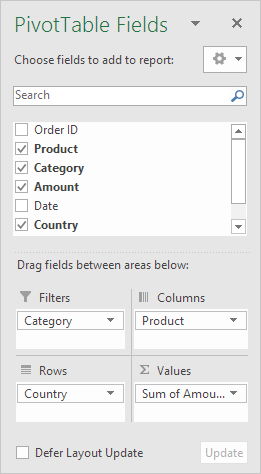 PivotTable Fields
Choose fields to add to report:
Search
Order ID
Product
Category
Amount
Date
Country
Drag fields between areas below:
Filters
Columns
Category
Product
Rows
Σ Values
Country
Sum of Amou...
Defer Layout Update
Update